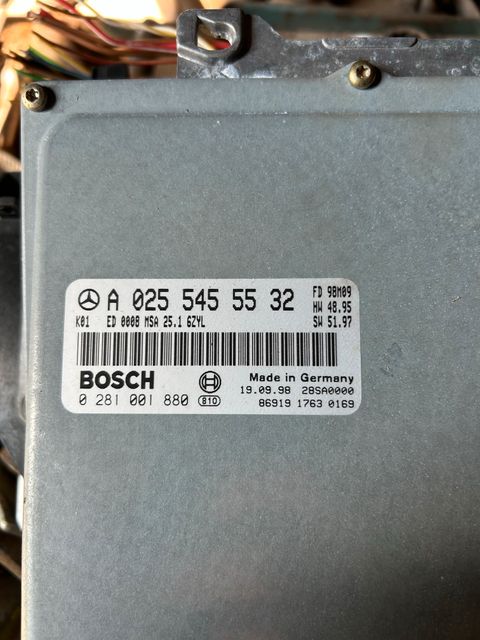 A 025 545 55 32
FD 98M09
HW 48.95
SW 51.97
K01 ED 0008 MSA 25.1 6ZYL
BOSCH
Made in Germany
0 281 001 880 810
19.09.98 28SA0000
86919 1763 0169